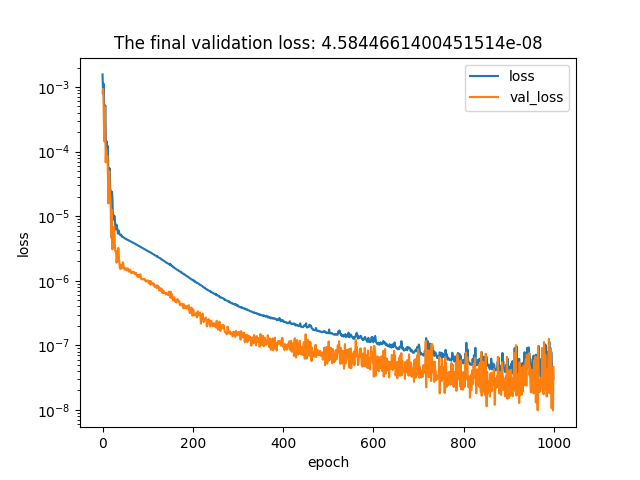 The final validation loss: 4.5844661400451514e-08
loss
val_loss
10⁻³
10⁻⁴
10⁻⁵
10⁻⁶
10⁻⁷
10⁻⁸
loss
0
200
400
600
800
1000
epoch